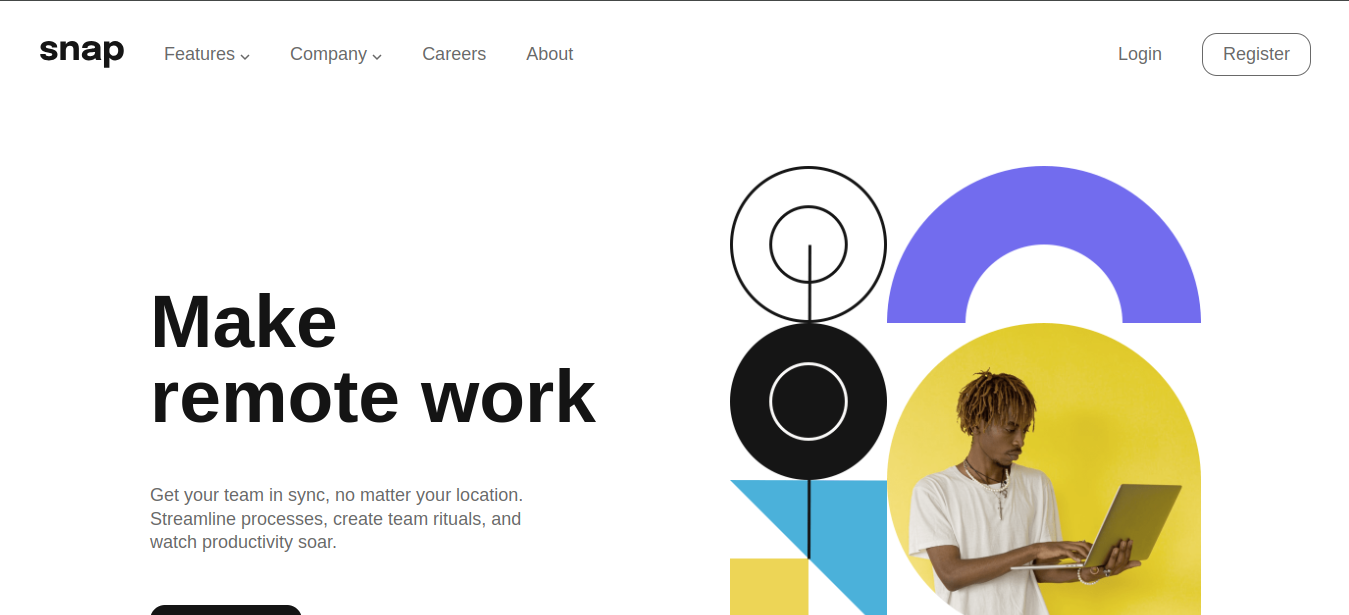 snap
Features
Company
Careers
About
Login
Register
Make
remote work
Get your team in sync, no matter your location.
Streamline processes, create team rituals, and
watch productivity soar.